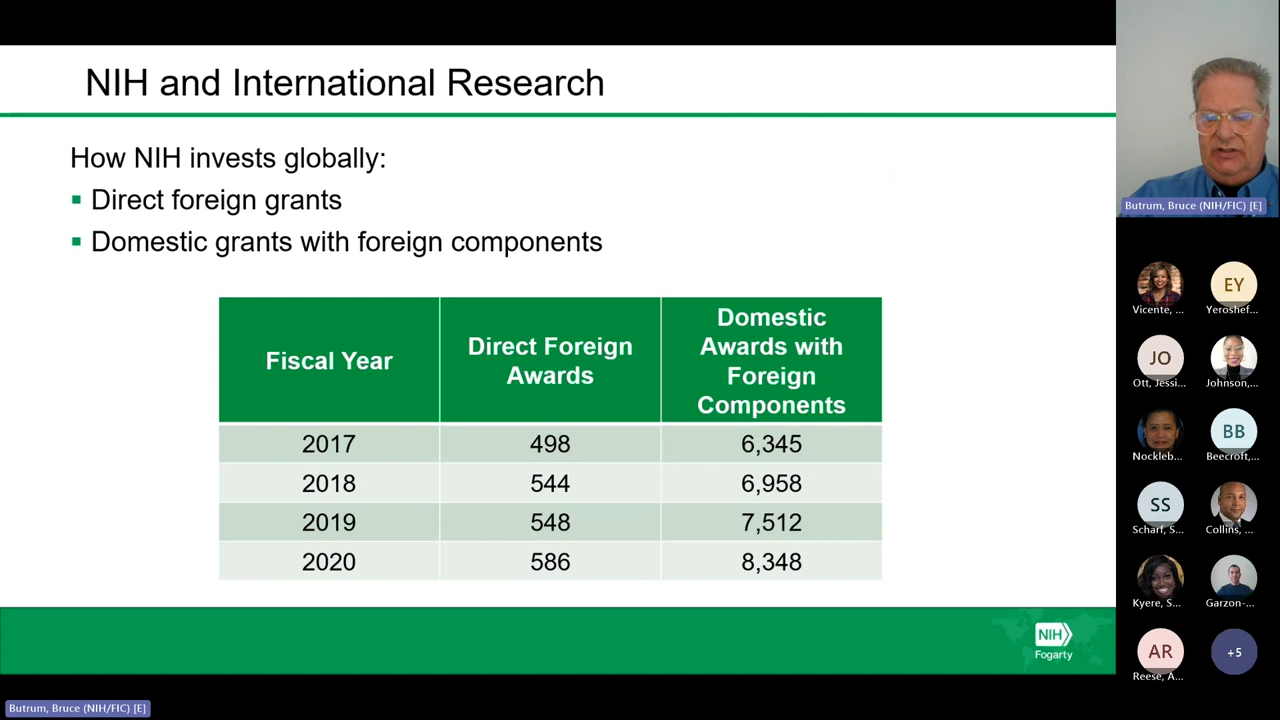 NIH and International Research
How NIH invests globally:
Direct foreign grants
Domestic grants with foreign components
Fiscal Year
Direct Foreign
Awards
Domestic
Awards with
Foreign
Components
2017 498 6,345
2018 544 6,958
2019 548 7,512
2020 586 8,348
NIH
Fogarty
Butrum, Bruce (NIH/FIC) [E]
Butrum, Bruce (NIH/FIC) [E]
EY
Vicente, ... Yeroshef...
JO
Ott, Jessi... Johnson,...
BB
Nockleb... Beecroft,...
SS
Scharf, S... Collins, ...
Kyere, S... Garzon-...
AR +5
Reese, A...